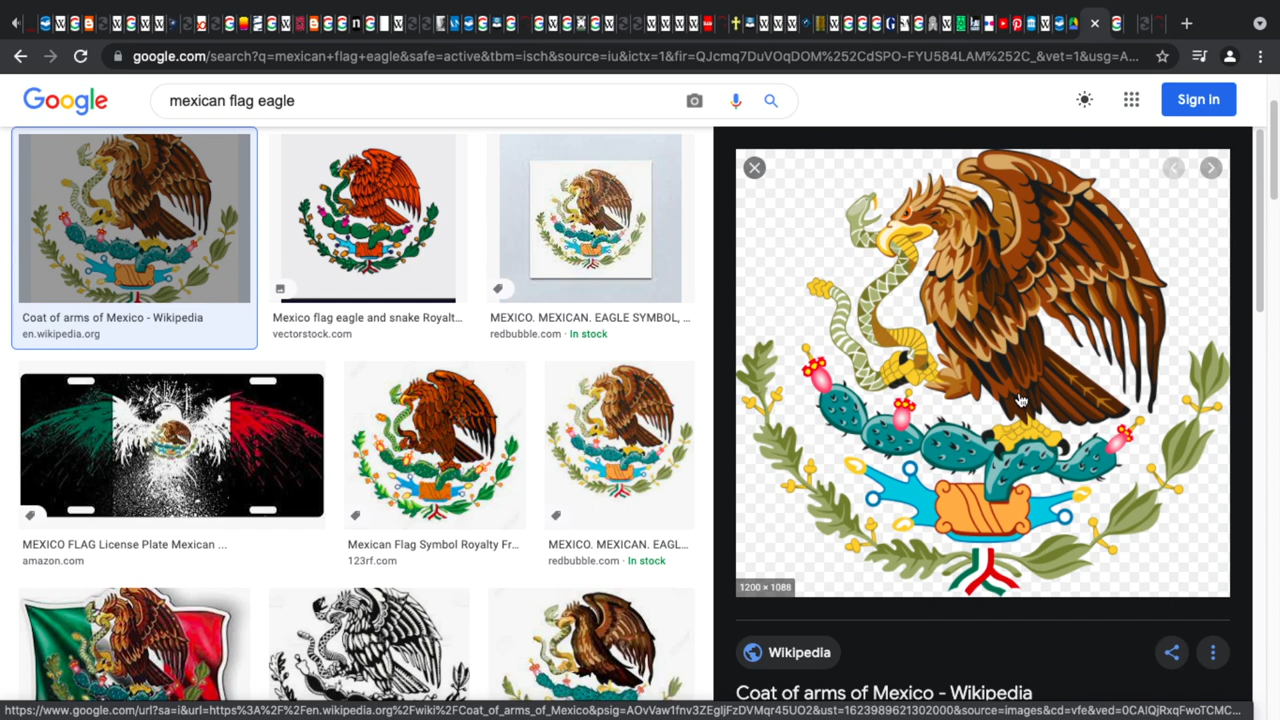 google.com/search?q=mexican+flag+eagle&safe=active&tbm=isch&source=iu&ictx=1&fir=QJcmq7DuVOqDOM%252CdSPO-FYU584LAM%252C_&vet=1&usg=A...
Google
mexican flag eagle
Sign in
Coat of arms of Mexico - Wikipedia
en.wikipedia.org
Mexico flag eagle and snake Royalt...
vectorstock.com
MEXICO. MEXICAN. EAGLE SYMBOL, ...
redbubble.com · In stock
MEXICO FLAG License Plate Mexican ...
amazon.com
Mexican Flag Symbol Royalty Fr...
123rf.com
MEXICO. MEXICAN. EAGL...
redbubble.com · In stock
1200 × 1088
Wikipedia
Coat of arms of Mexico - Wikipedia
https://www.google.com/url?sa=i&url=https%3A%2F%2Fen.wikipedia.org%2Fwiki%2FCoat_of_arms_of_Mexico&psig=AOvVaw1fnv3ZEgIjFzDVMqr45UO2&ust=1623989621302000&source=images&cd=vfe&ved=0CAIQjRxqFwoTCMC...